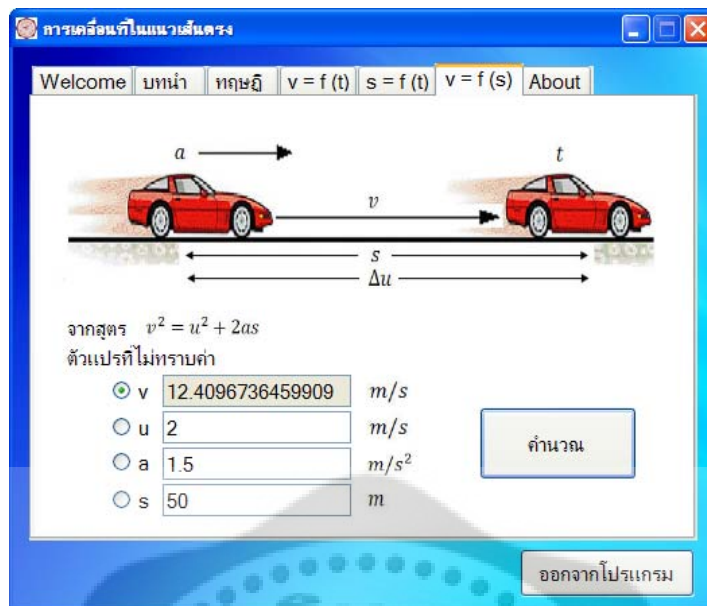 การเคลื่อนที่ในแนวเส้นตรง
Welcome บทนำ ทฤษฎี v = f (t) s = f (t) v = f (s) About
a t
v
s
Δu
จากสูตร v² = u² + 2as
ตัวแปรที่ไม่ทราบค่า
v 12.4096736459909 m/s
u 2 m/s
a 1.5 m/s²
คำนวณ
s 50 m
ออกจากโปรแกรม